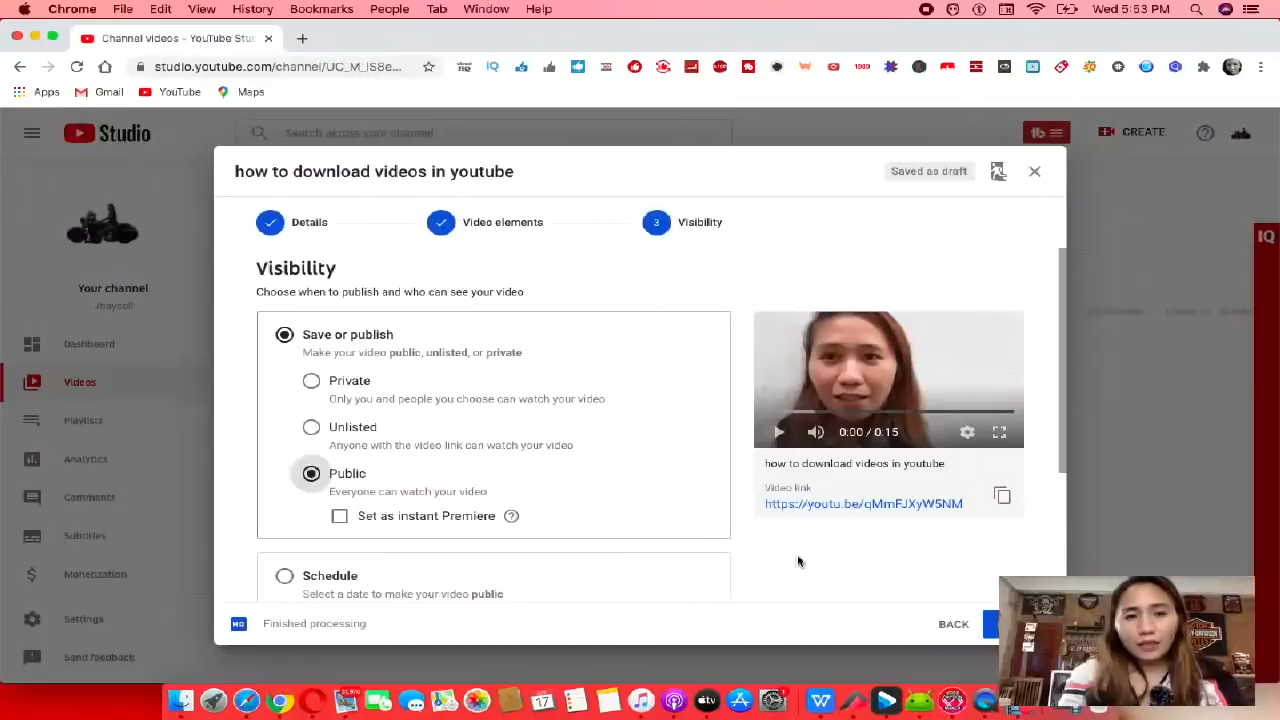 Chrome File Edit View History Bookmarks People Tab Window Help Wed 5:53 PM
Channel videos - YouTube Stu
studio.youtube.com/channel/UC_M_IS8e...
Apps Gmail YouTube Maps
Studio Search across your channel CREATE
how to download videos in youtube Saved as draft
Details Video elements 3 Visibility
IQ
Visibility
Choose when to publish and who can see your video
Your channel
Save or publish
Make your video public, unlisted, or private
Dashboard
Private
Only you and people you choose can watch your video
Videos
Unlisted
Anyone with the video link can watch your video
0:00 / 0:15
Playlists
Analytics
Public
Everyone can watch your video
how to download videos in youtube
Video link
https://youtu.be/qMmFJXyW5NM
Comments
Set as instant Premiere
Subtitles
Monetization
Schedule
Select a date to make your video public
Settings
HD Finished processing BACK
Send feedback
17